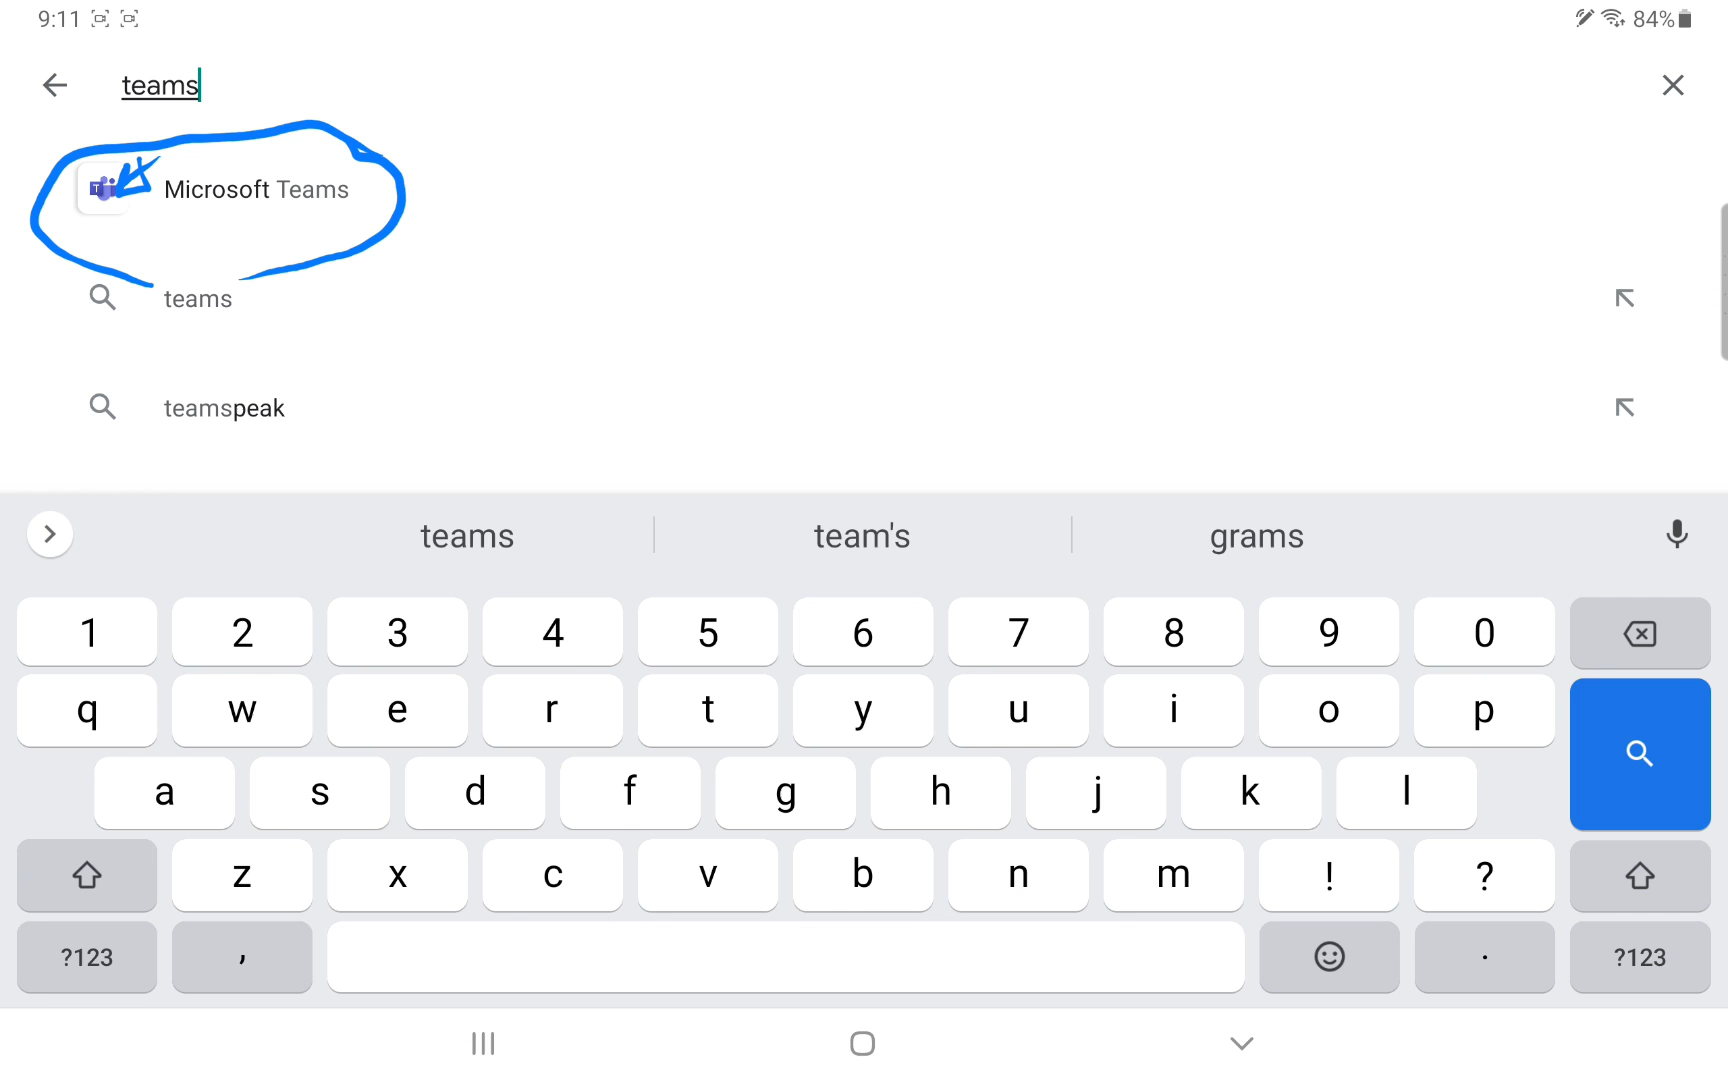 9:11 84%
teams
Microsoft Teams
teams
teamspeak
teams team's grams
1 2 3 4 5 6 7 8 9 0
q w e r t y u i o p
a s d f g h j k l
z x c v b n m ! ?
?123 , . ?123